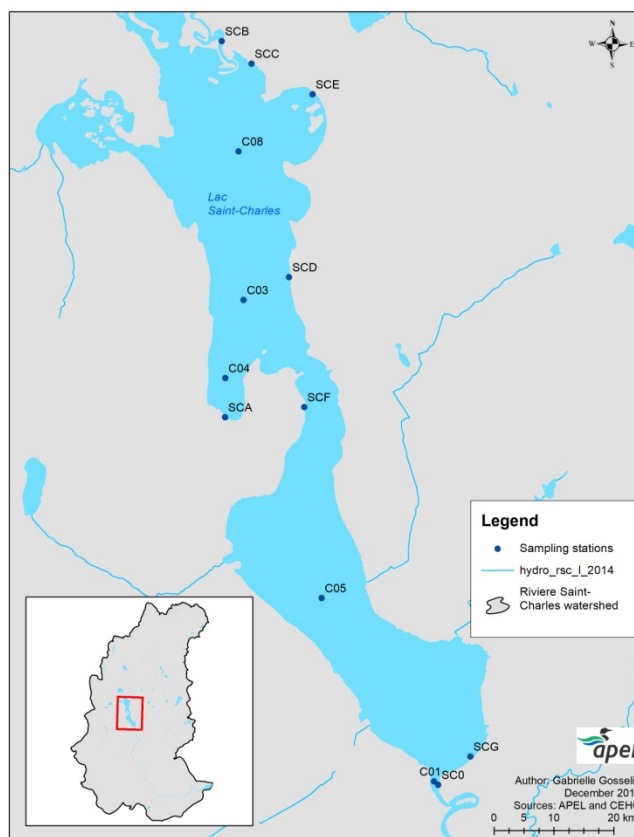 SCB
SCC
N
W E
S
SCE
C08
Lac
Saint-Charles
SCD
C03
C04
SCA
SCF
Legend
Sampling stations
hydro_rsc_l_2014
Riviere Saint-
Charles watershed
C05
SCG
apel
C01
SC0
Author: Gabrielle Gosseli
December 201
Sources: APEL and CEH
0 5 10 20 km